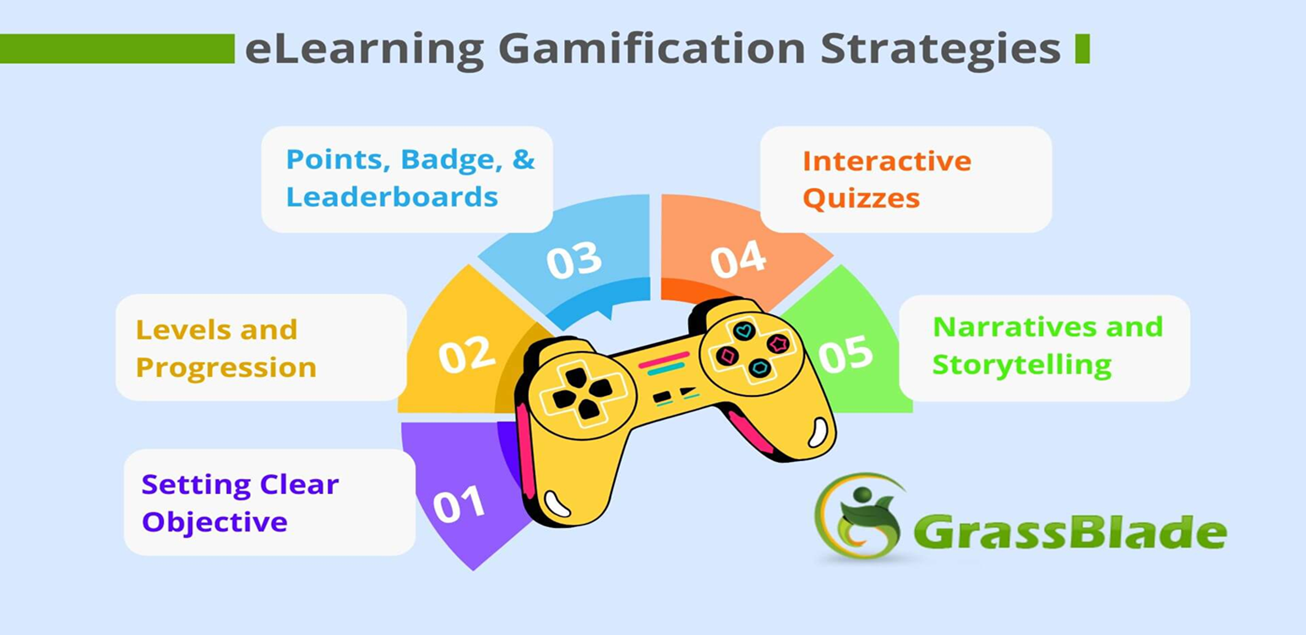 eLearning Gamification Strategies
Points, Badge, &
Leaderboards
Interactive
Quizzes
03
04
Levels and
Progression
02
05
Narratives and
Storytelling
Setting Clear
Objective
01
GrassBlade